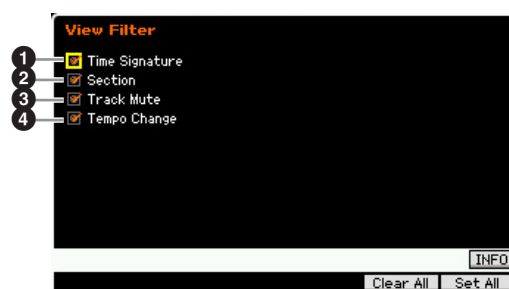 View Filter
1 Time Signature
2 Section
3 Track Mute
4 Tempo Change
INFO
Clear All Set All